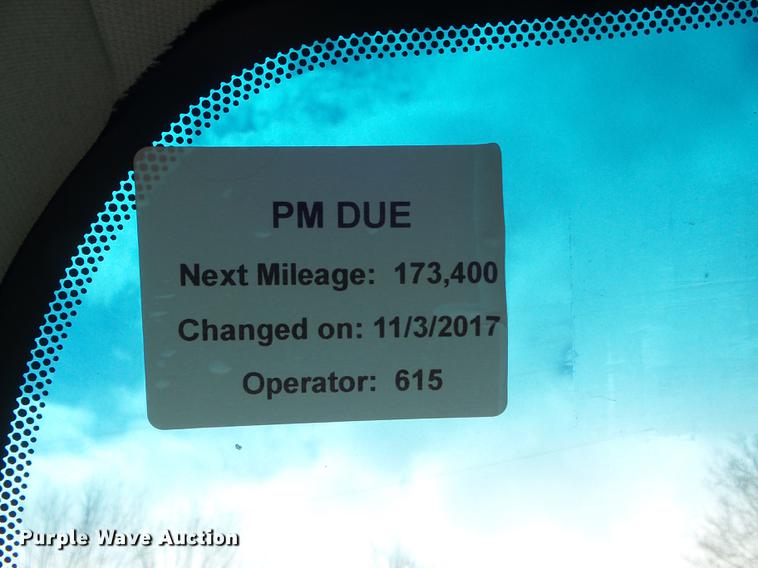 PM DUE
Next Mileage: 173,400
Changed on: 11/3/2017
Operator: 615
Purple Wave Auction